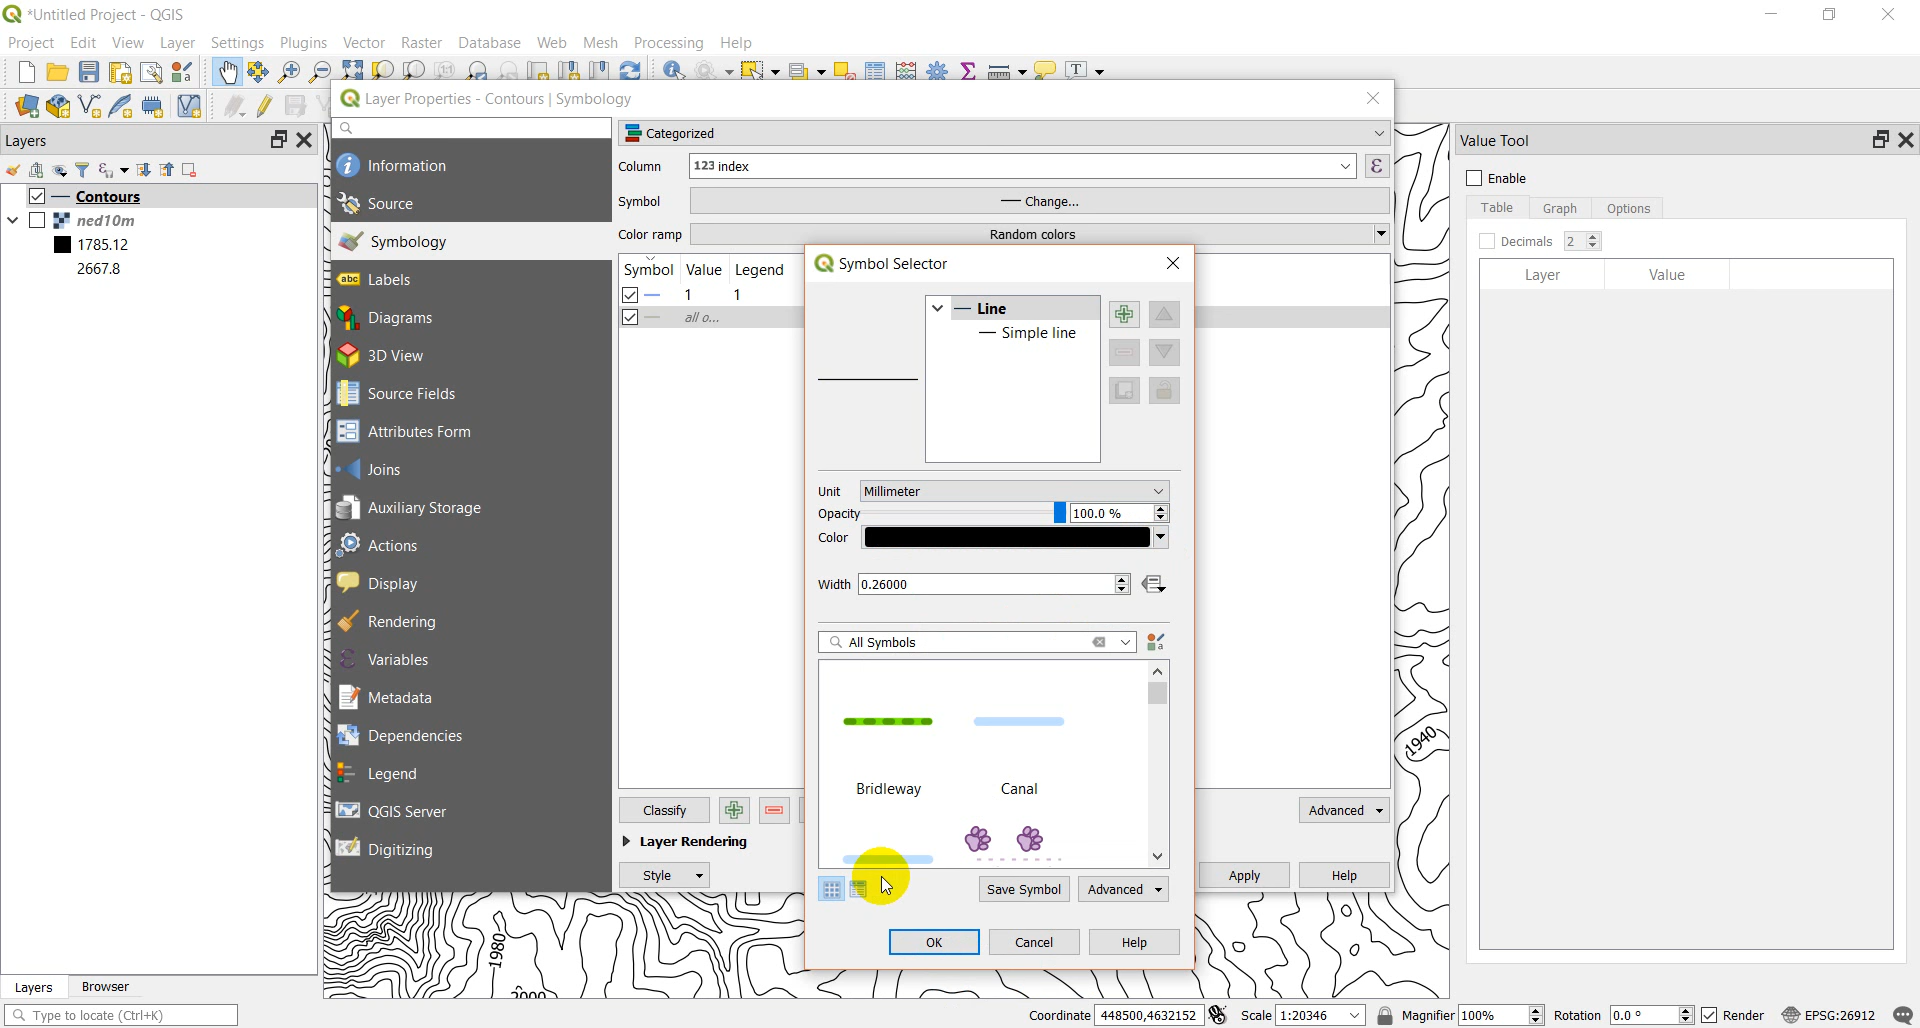 *Untitled Project - QGIS
Project Edit View Layer Settings Plugins Vector Raster Database Web Mesh Processing Help
Layer Properties - Contours | Symbology
Layers
Contours
ned10m
1785.12
2667.8
Information
Source
Symbology
Labels
Diagrams
3D View
Source Fields
Attributes Form
Joins
Auxiliary Storage
Actions
Display
Rendering
Variables
Metadata
Dependencies
Legend
QGIS Server
Digitizing
Categorized
Column 123 index
Symbol Change...
Color ramp Random colors
Symbol Value Legend
1 1
all o...
Classify
Advanced
Layer Rendering
Style
Apply
Help
Symbol Selector
Line
Simple line
Unit Millimeter
Opacity 100.0 %
Color
Width 0.26000
All Symbols
Bridleway Canal
Save Symbol Advanced
OK Cancel Help
Value Tool
Enable
Table Graph Options
Decimals 2
Layer Value
1940
1980
2000
Layers Browser
Type to locate (Ctrl+K)
Coordinate 448500,4632152 Scale 1:20346 Magnifier 100% Rotation 0.0 ° Render EPSG:26912